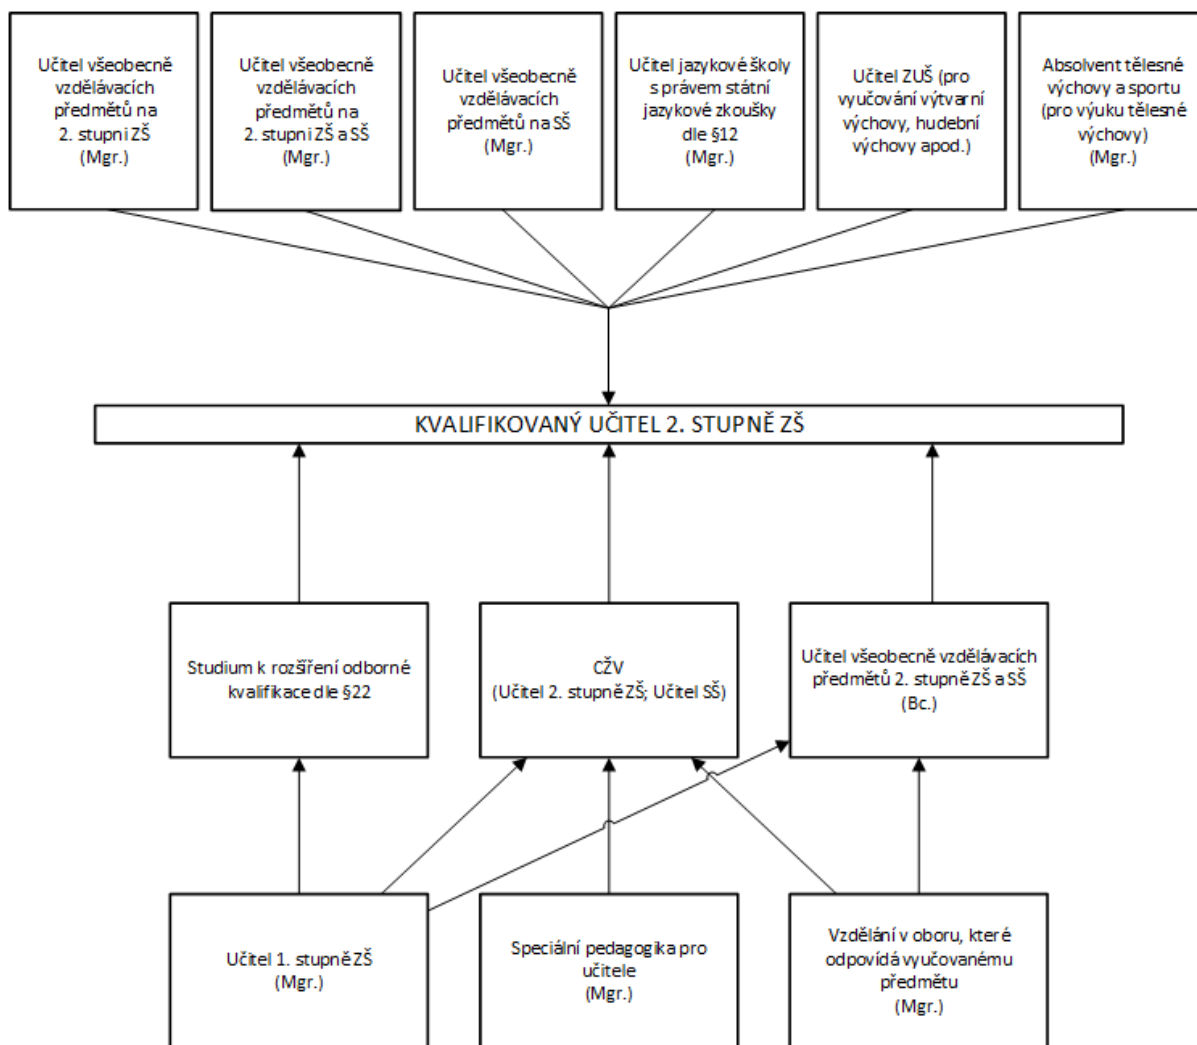 Učitel všeobecně
vzdělávacích
předmětů na
2. stupni ZŠ
(Mgr.)
Učitel všeobecně
vzdělávacích
předmětů na
2. stupni ZŠ a SŠ
(Mgr.)
Učitel všeobecně
vzdělávacích
předmětů na SŠ
(Mgr.)
Učitel jazykové školy
s právem státní
jazykové zkoušky
dle §12
(Mgr.)
Učitel ZUŠ (pro
vyučování výtvarní
výchovy, hudební
výchovy apod.)
Absolvent tělesné
výchovy a sportu
(pro výuku tělesné
výchovy)
(Mgr.)
KVALIFIKOVANÝ UČITEL 2. STUPNĚ ZŠ
Studium k rozšíření odborné
kvalifikace dle §22
CŽV
(Učitel 2. stupně ZŠ; Učitel SŠ)
Učitel všeobecně vzdělávacích
předmětů 2. stupně ZŠ a SŠ
(Bc.)
Učitel 1. stupně ZŠ
(Mgr.)
Speciální pedagogika pro
učitele
(Mgr.)
Vzdělání v oboru, které
odpovídá vyučovanému
předmětu
(Mgr.)